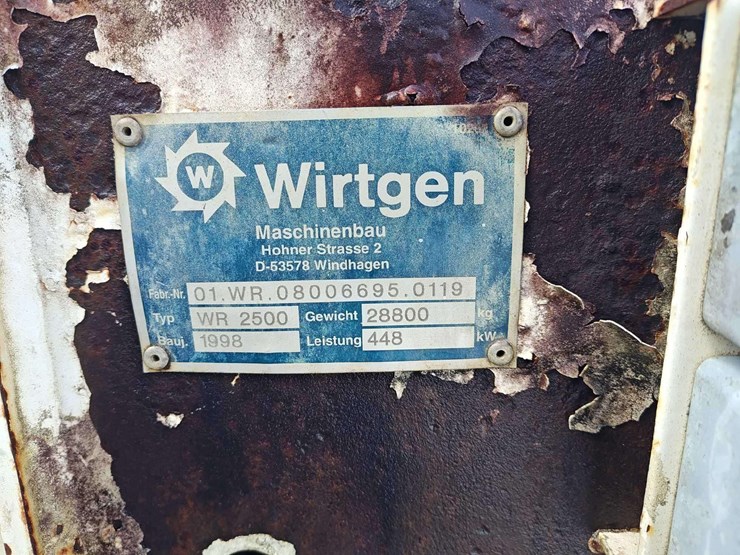 W Wirtgen
Maschinenbau
Hohner Strasse 2
D-53578 Windhagen
Fabr.-Nr. 01.WR.08006695.0119
Typ WR 2500 Gewicht 28800 kg
Bauj. 1998 Leistung 448 kW